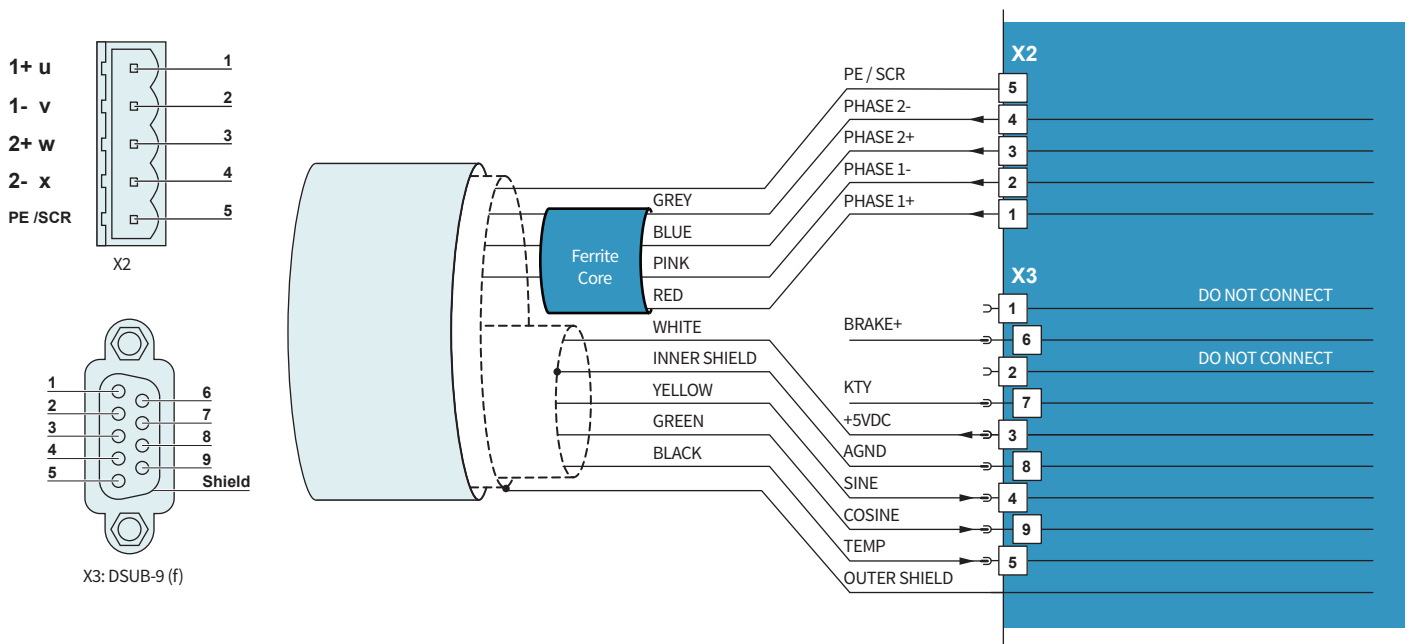 1+ u
1
1- v
2
2+ w
3
2- x
4
PE /SCR
5
X2
1
2
3
4
5
6
7
8
9
Shield
X3: DSUB-9 (f)
Ferrite
Core
GREY
BLUE
PINK
RED
WHITE
INNER SHIELD
YELLOW
GREEN
BLACK
PE / SCR
PHASE 2-
PHASE 2+
PHASE 1-
PHASE 1+
BRAKE+
KTY
+5VDC
AGND
SINE
COSINE
TEMP
OUTER SHIELD
X2
5
4
3
2
1
X3
1
DO NOT CONNECT
6
2
DO NOT CONNECT
7
3
8
4
9
5